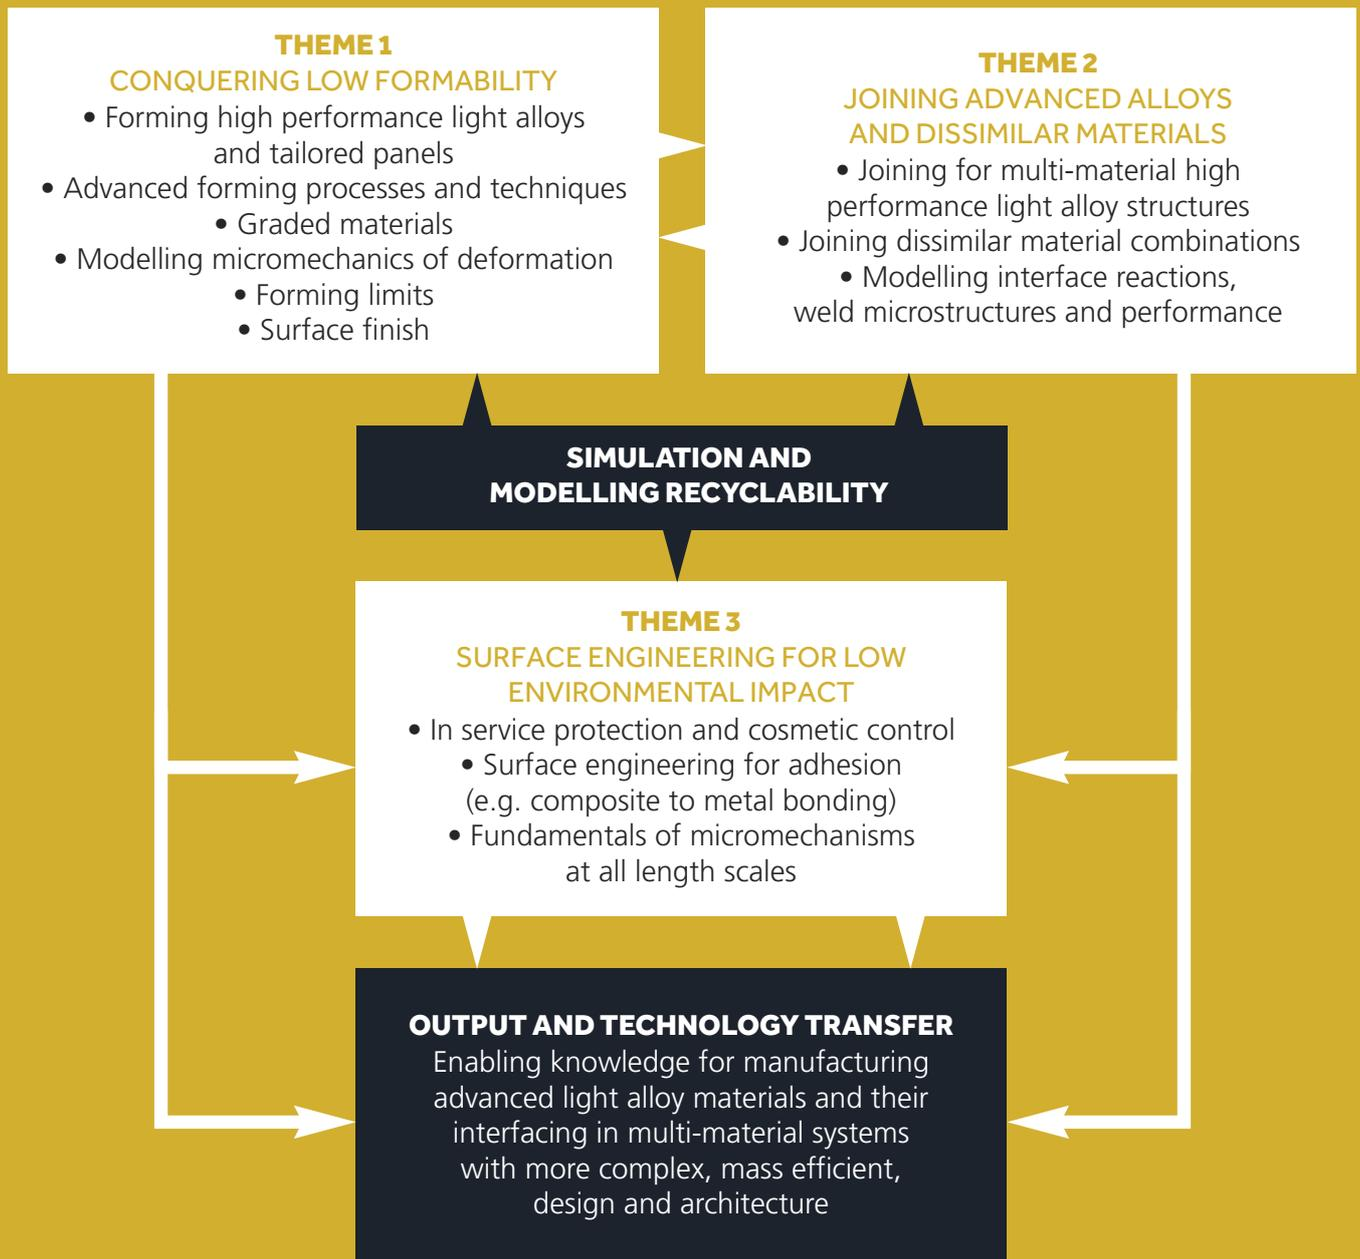 THEME 1
CONQUERING LOW FORMABILITY
• Forming high performance light alloys
and tailored panels
• Advanced forming processes and techniques
• Graded materials
• Modelling micromechanics of deformation
• Forming limits
• Surface finish
THEME 2
JOINING ADVANCED ALLOYS
AND DISSIMILAR MATERIALS
• Joining for multi-material high
performance light alloy structures
• Joining dissimilar material combinations
• Modelling interface reactions,
weld microstructures and performance
SIMULATION AND
MODELLING RECYCLABILITY
THEME 3
SURFACE ENGINEERING FOR LOW
ENVIRONMENTAL IMPACT
• In service protection and cosmetic control
• Surface engineering for adhesion
(e.g. composite to metal bonding)
• Fundamentals of micromechanisms
at all length scales
OUTPUT AND TECHNOLOGY TRANSFER
Enabling knowledge for manufacturing
advanced light alloy materials and their
interfacing in multi-material systems
with more complex, mass efficient,
design and architecture